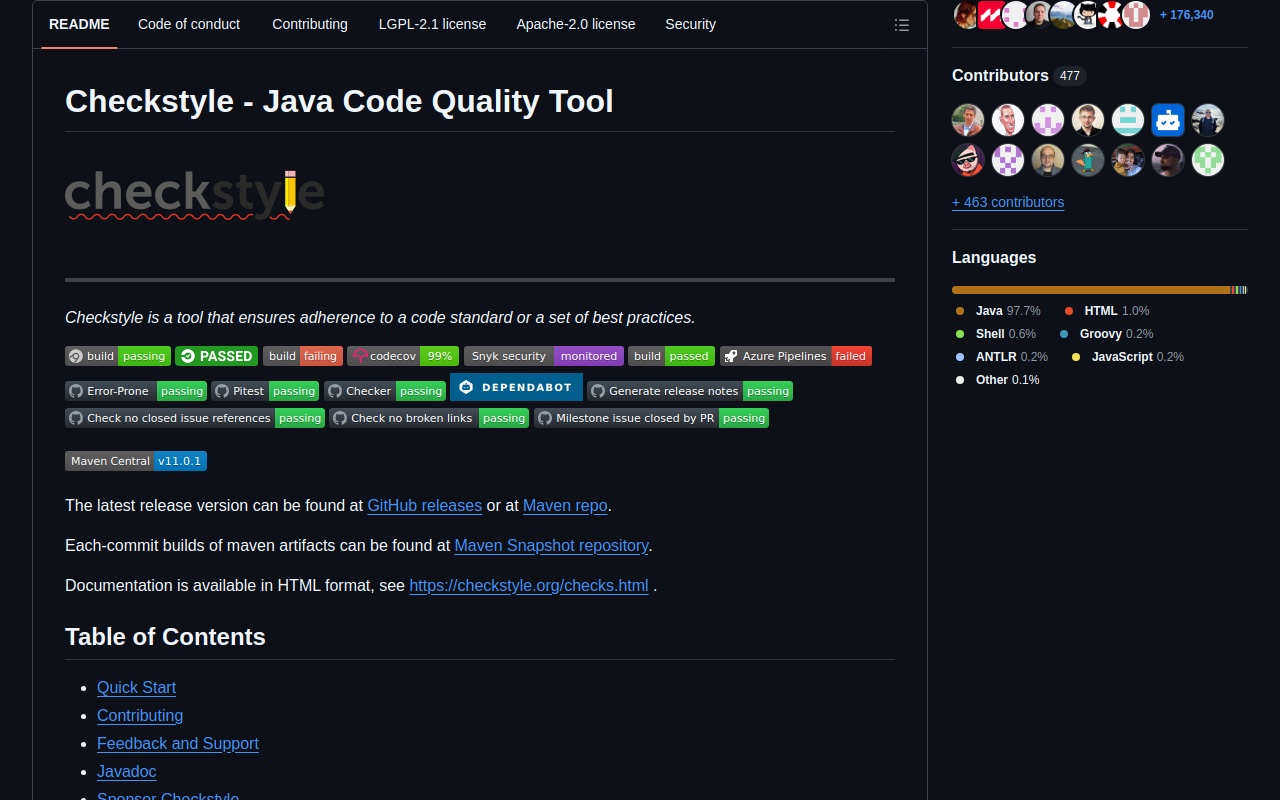 README Code of conduct Contributing LGPL-2.1 license Apache-2.0 license Security
Checkstyle - Java Code Quality Tool
checkstyle
Checkstyle is a tool that ensures adherence to a code standard or a set of best practices.
build passing PASSED build failing codecov 99% Snyk security monitored build passed Azure Pipelines failed
Error-Prone passing Pitest passing Checker passing DEPENDABOT Generate release notes passing
Check no closed issue references passing Check no broken links passing Milestone issue closed by PR passing
Maven Central v11.0.1
The latest release version can be found at GitHub releases or at Maven repo.
Each-commit builds of maven artifacts can be found at Maven Snapshot repository.
Documentation is available in HTML format, see https://checkstyle.org/checks.html .
Table of Contents
Quick Start
Contributing
Feedback and Support
Javadoc
Sponsor Checkstyle
+ 176,340
Contributors 477
+ 463 contributors
Languages
Java 97.7% HTML 1.0%
Shell 0.6% Groovy 0.2%
ANTLR 0.2% JavaScript 0.2%
Other 0.1%